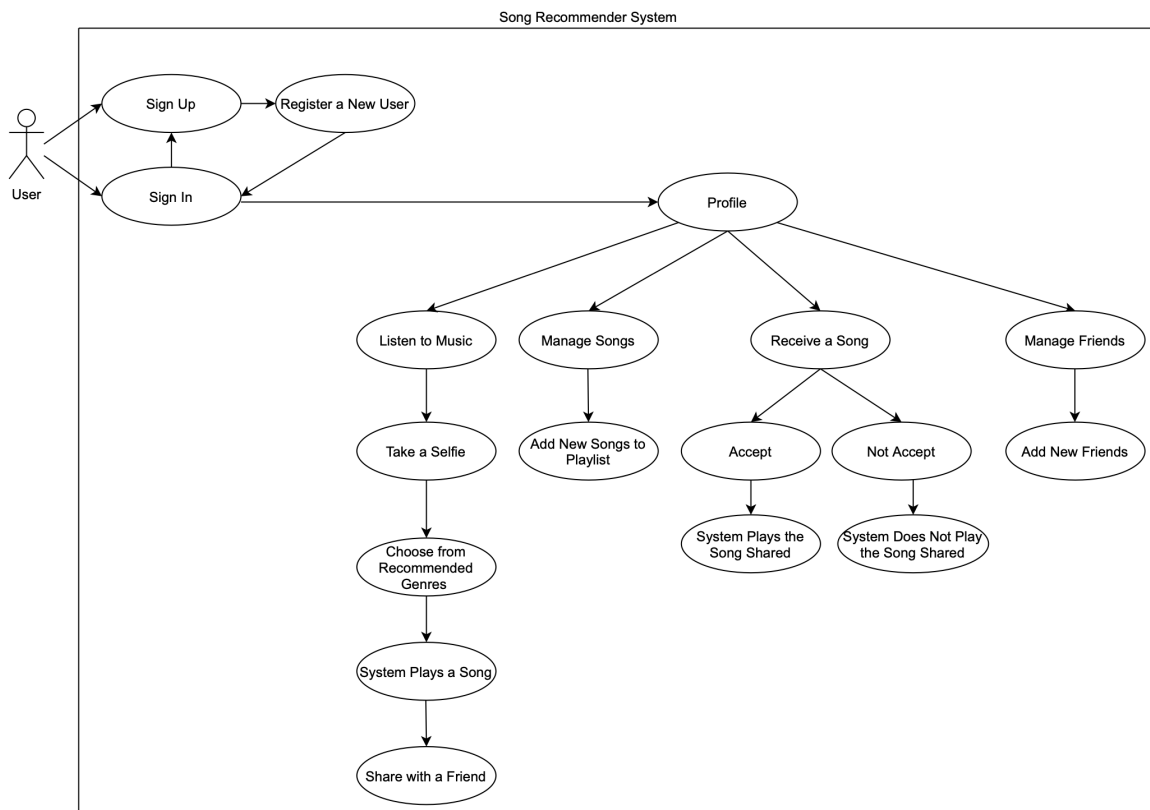 Song Recommender System
Sign Up
Register a New User
User
Sign In
Profile
Listen to Music
Manage Songs
Receive a Song
Manage Friends
Take a Selfie
Add New Songs to
Playlist
Accept
Not Accept
Add New Friends
Choose from
Recommended
Genres
System Plays the
Song Shared
System Does Not Play
the Song Shared
System Plays a Song
Share with a Friend